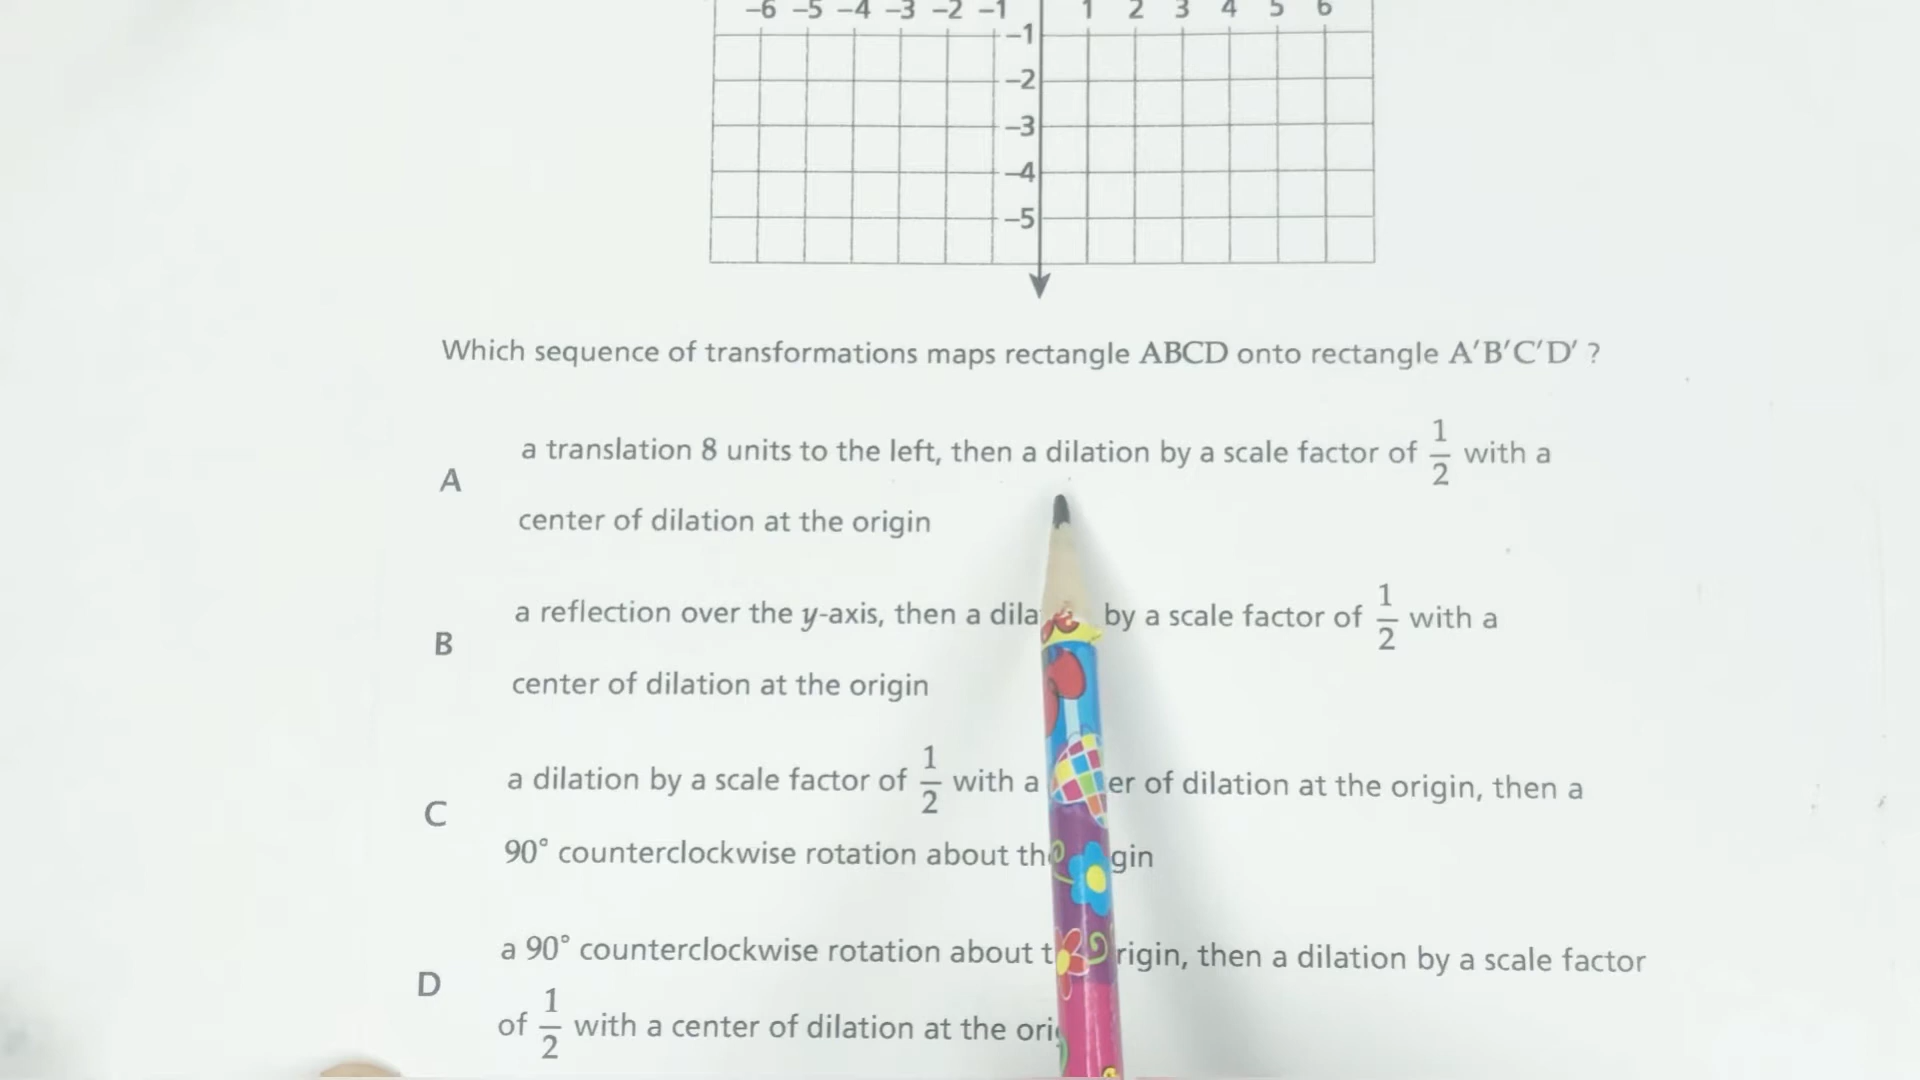 –6 –5 –4 –3 –2 –1 1 2 3 4 5 6
–1
–2
–3
–4
–5
Which sequence of transformations maps rectangle ABCD onto rectangle A′B′C′D′ ?
A a translation 8 units to the left, then a dilation by a scale factor of 1/2 with a
center of dilation at the origin
B a reflection over the y-axis, then a dila by a scale factor of 1/2 with a
center of dilation at the origin
C a dilation by a scale factor of 1/2 with a er of dilation at the origin, then a
90° counterclockwise rotation about th gin
D a 90° counterclockwise rotation about t rigin, then a dilation by a scale factor
of 1/2 with a center of dilation at the ori